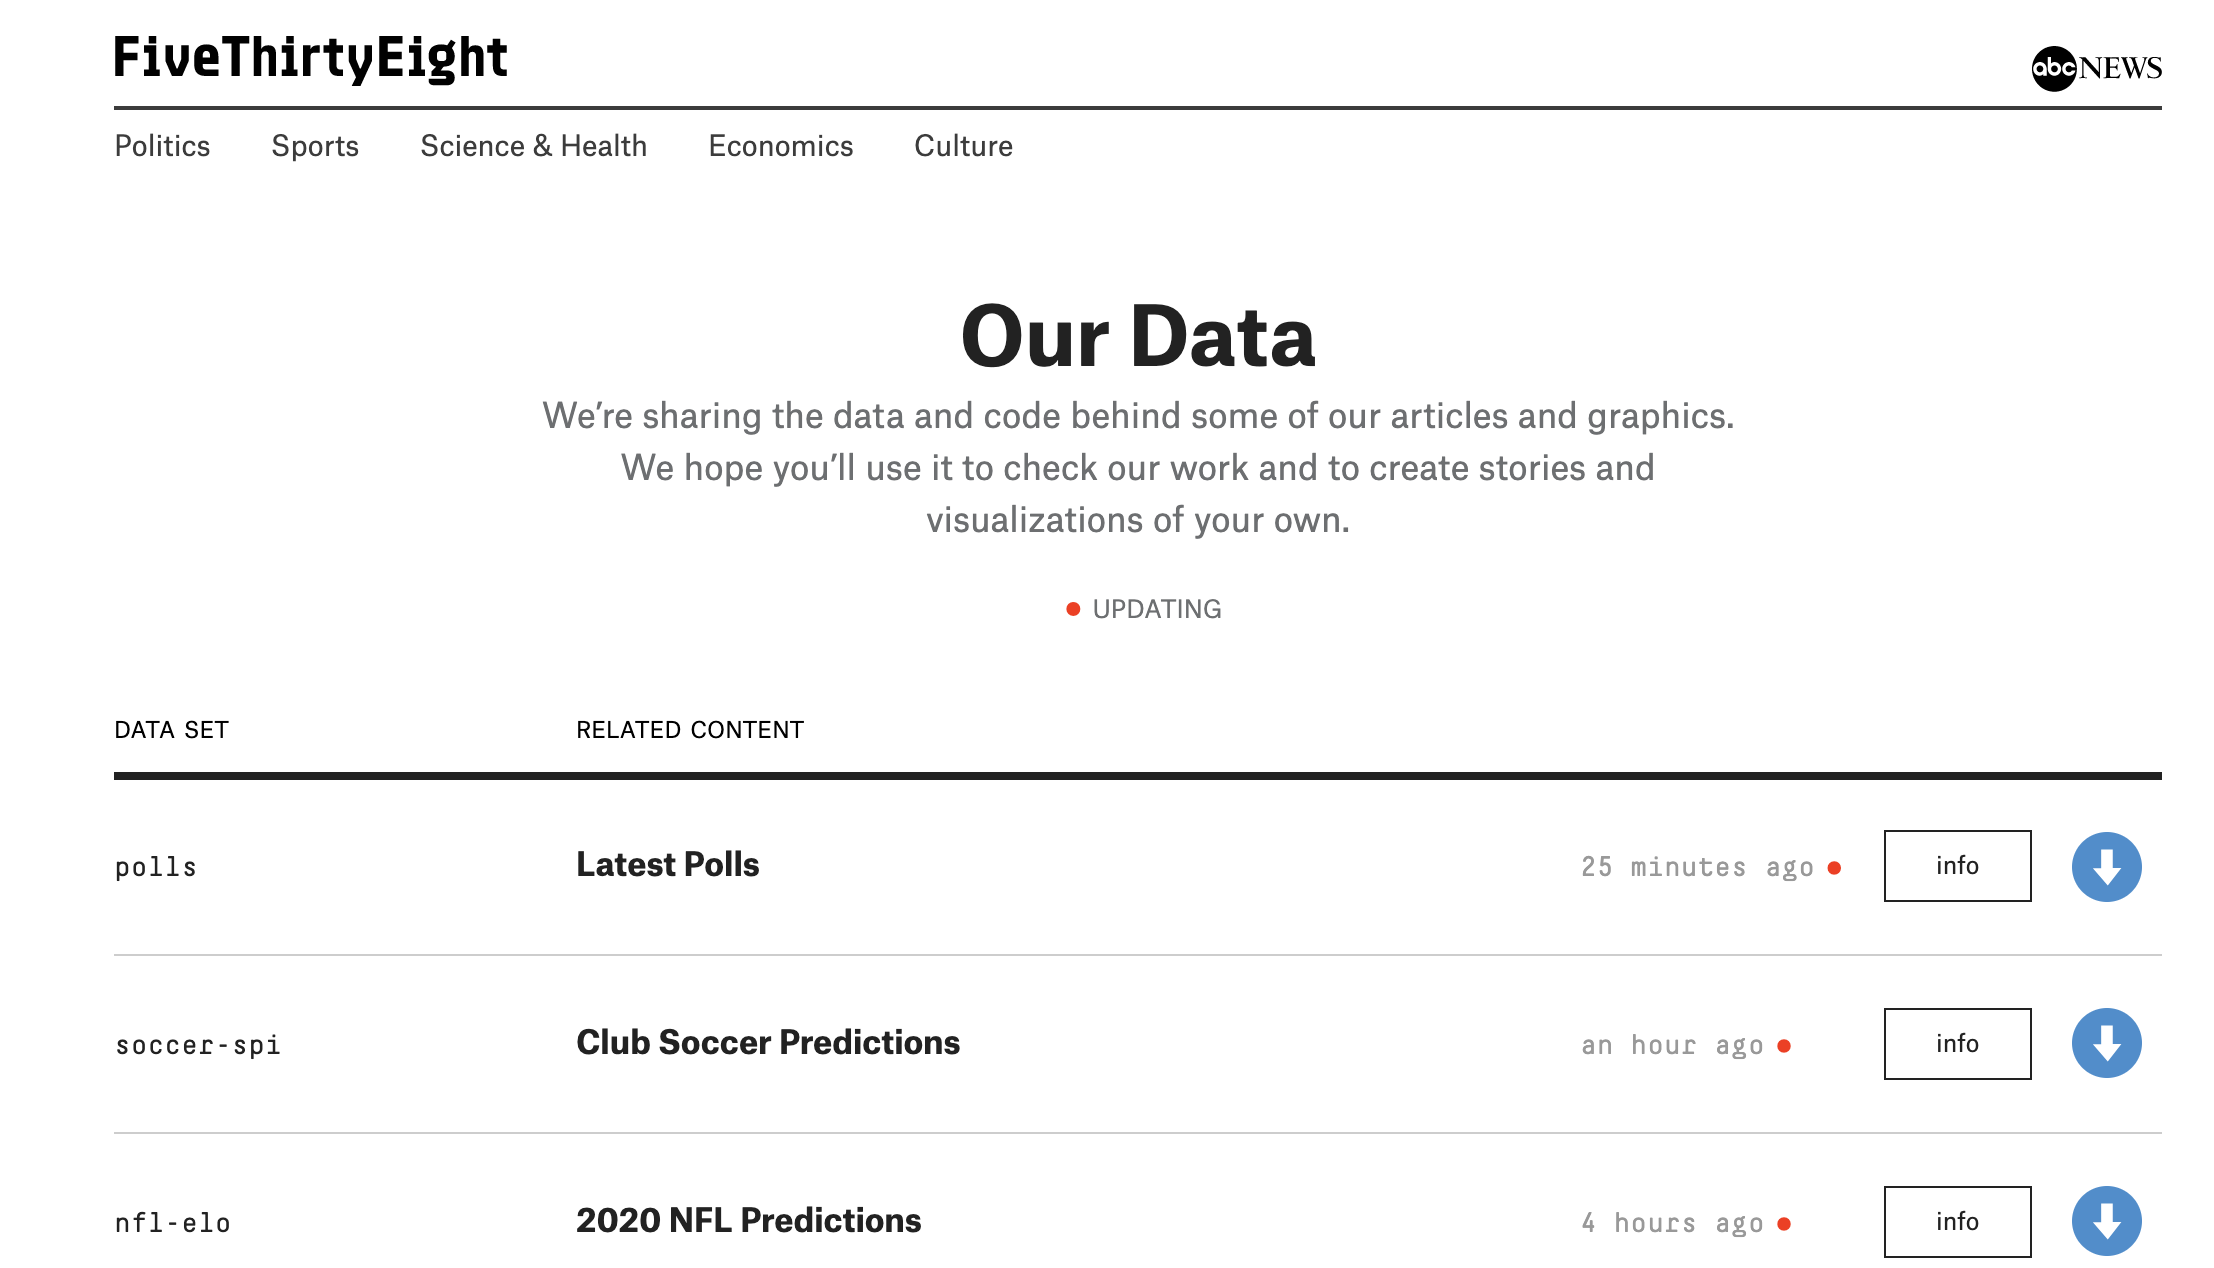 FiveThirtyEight
abc NEWS
Politics Sports Science & Health Economics Culture
Our Data
We’re sharing the data and code behind some of our articles and graphics.
We hope you’ll use it to check our work and to create stories and
visualizations of your own.
UPDATING
DATA SET RELATED CONTENT
polls Latest Polls 25 minutes ago info
soccer-spi Club Soccer Predictions an hour ago info
nfl-elo 2020 NFL Predictions 4 hours ago info